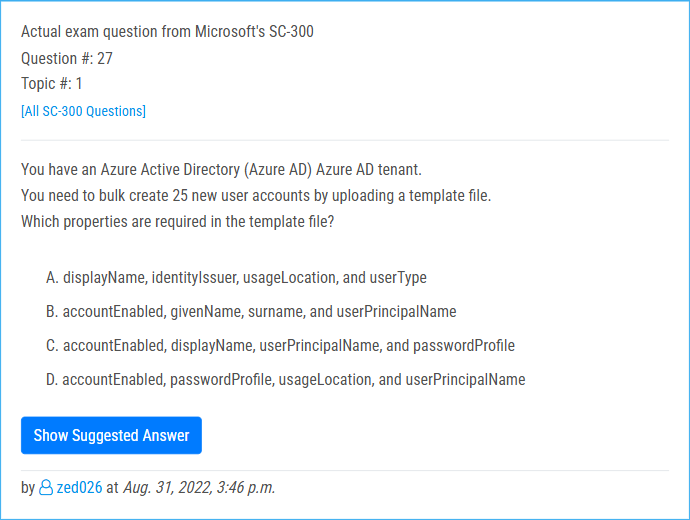 Actual exam question from Microsoft's SC-300
Question #: 27
Topic #: 1
[All SC-300 Questions]
You have an Azure Active Directory (Azure AD) Azure AD tenant.
You need to bulk create 25 new user accounts by uploading a template file.
Which properties are required in the template file?
A. displayName, identityIssuer, usageLocation, and userType
B. accountEnabled, givenName, surname, and userPrincipalName
C. accountEnabled, displayName, userPrincipalName, and passwordProfile
D. accountEnabled, passwordProfile, usageLocation, and userPrincipalName
Show Suggested Answer
by zed026 at Aug. 31, 2022, 3:46 p.m.